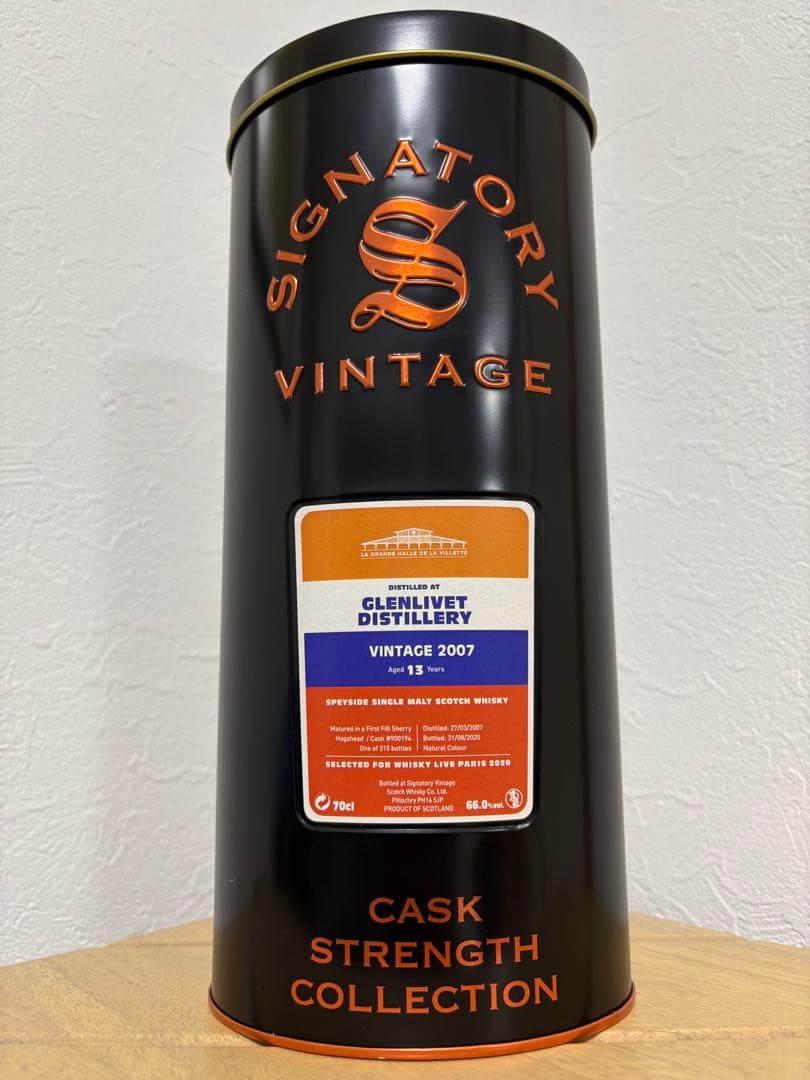 SIGNATORY
S
VINTAGE
LA GRANDE HALLE DE LA VILLETTE
DISTILLED AT
GLENLIVET
DISTILLERY
VINTAGE 2007
Aged 13 Years
SPEYSIDE SINGLE MALT SCOTCH WHISKY
Matured in a First Fill Sherry
Hogshead / Cask #900194
One of 315 bottles
Distilled: 27/03/2007
Bottled: 31/08/2020
Natural Colour
SELECTED FOR WHISKY LIVE PARIS 2020
Bottled at Signatory Vintage
Scotch Whisky Co. Ltd.
Pitlochry PH16 5JP
PRODUCT OF SCOTLAND
70cl
66.0%vol.
S
CASK
STRENGTH
COLLECTION